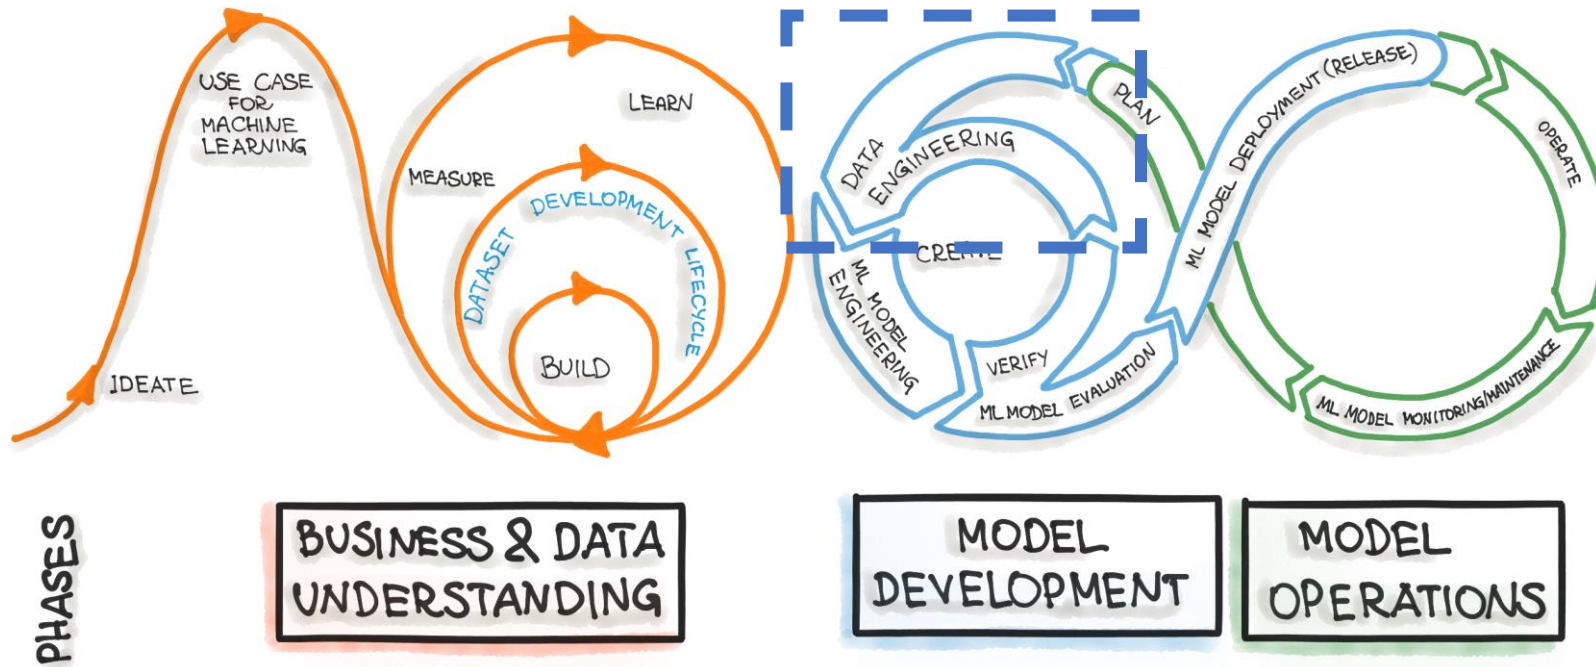 IDEATE
USE CASE
FOR
MACHINE
LEARNING
MEASURE
LEARN
DATASET DEVELOPMENT LIFECYCLE
BUILD
DATA
ENGINEERING
PLAN
CREATE
ML MODEL
ENGINEERING
VERIFY
ML MODEL EVALUATION
ML MODEL DEPLOYMENT (RELEASE)
OPERATE
ML MODEL MONITORING/MAINTENANCE
PHASES
BUSINESS & DATA
UNDERSTANDING
MODEL
DEVELOPMENT
MODEL
OPERATIONS